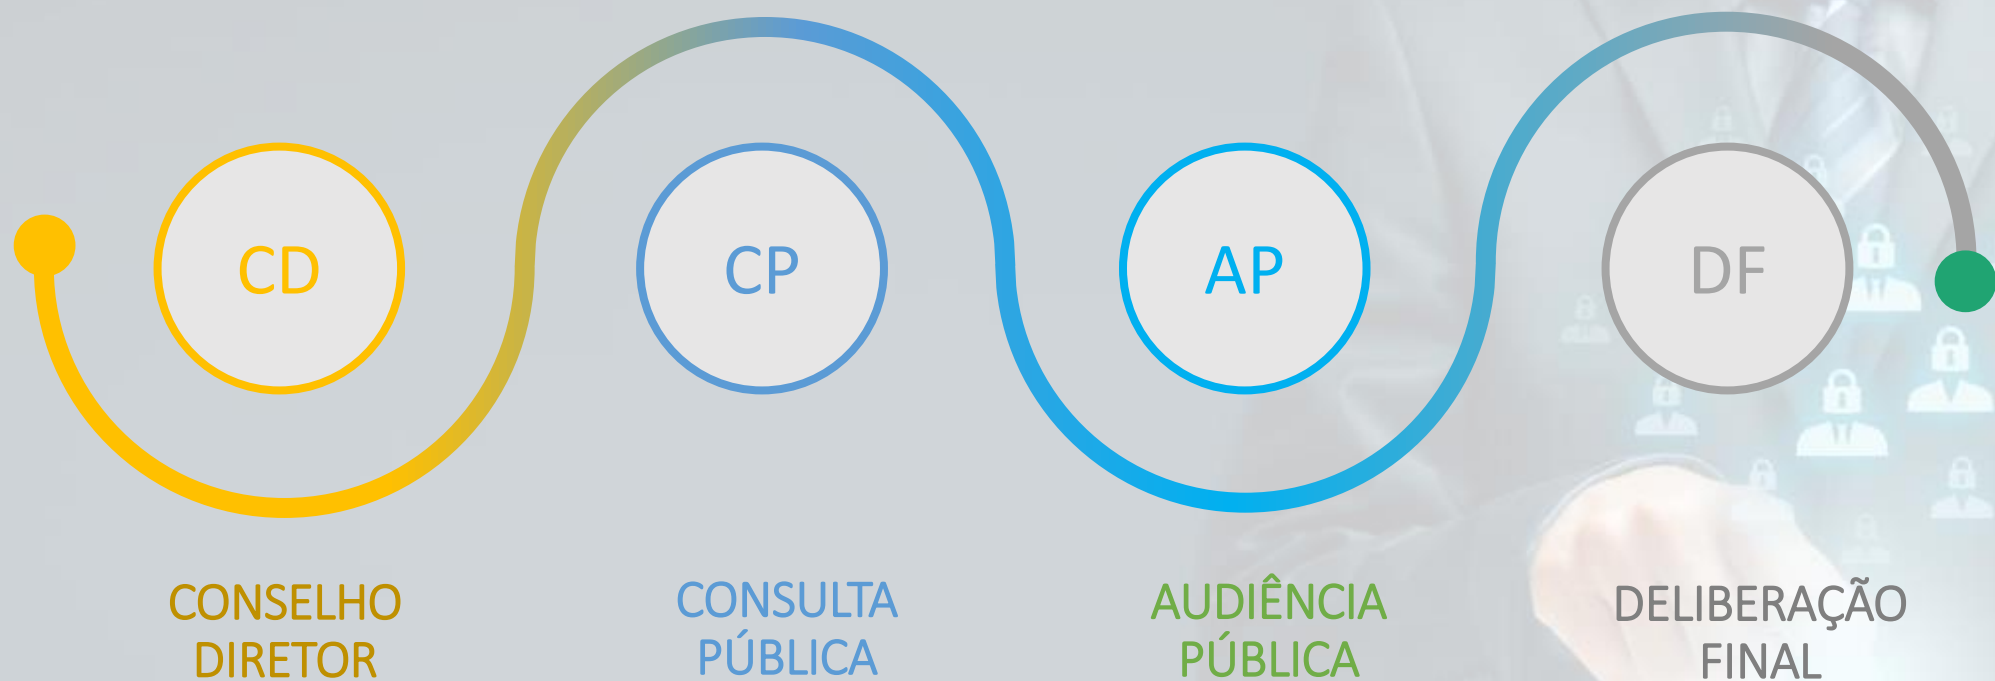 CD
CP
AP
DF
CONSELHO
DIRETOR
CONSULTA
PÚBLICA
AUDIÊNCIA
PÚBLICA
DELIBERAÇÃO
FINAL